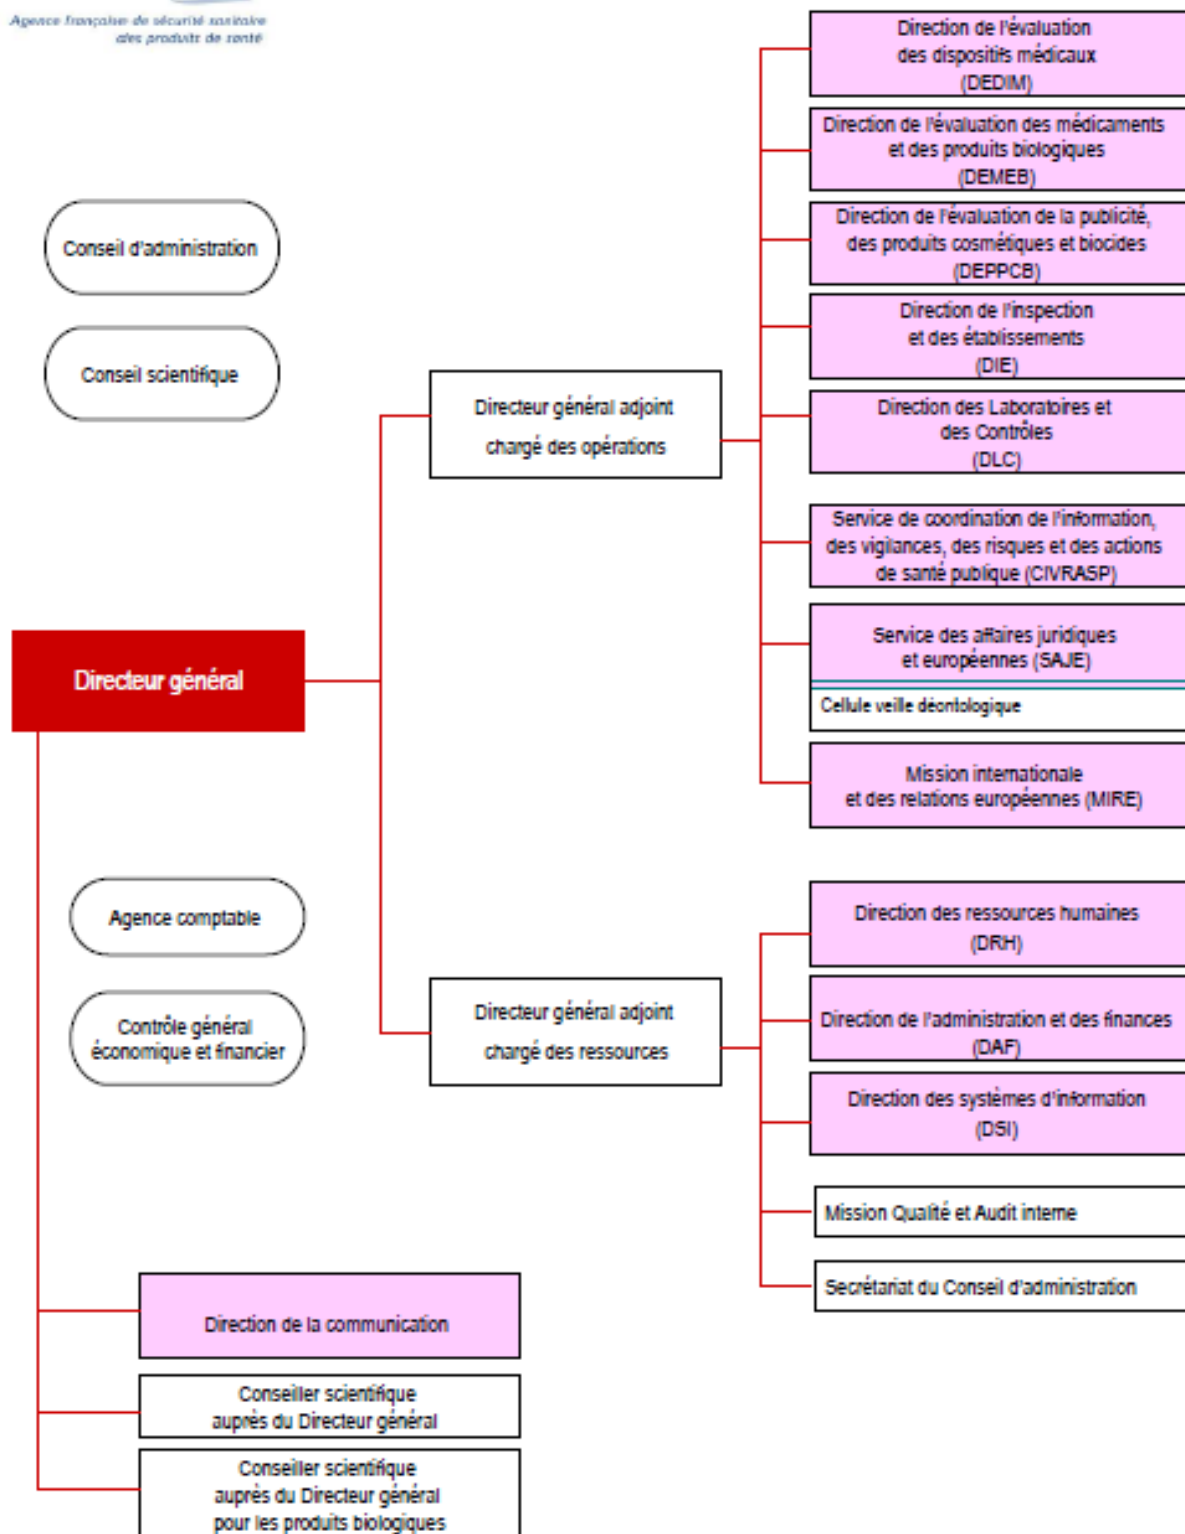 Agence française de sécurité sanitaire
des produits de santé
Direction de l'évaluation
des dispositifs médicaux
(DEDIM)
Direction de l'évaluation des médicaments
et des produits biologiques
(DEMEB)
Direction de l'évaluation de la publicité,
des produits cosmétiques et biocides
(DEPPCB)
Direction de l'inspection
et des établissements
(DIE)
Direction des Laboratoires et
des Contrôles
(DLC)
Service de coordination de l'information,
des vigilances, des risques et des actions
de santé publique (CIVRASP)
Service des affaires juridiques
et européennes (SAJE)
Cellule veille déontologique
Mission internationale
et des relations européennes (MIRE)
Conseil d'administration
Conseil scientifique
Directeur général adjoint
chargé des opérations
Directeur général
Agence comptable
Contrôle général
économique et financier
Directeur général adjoint
chargé des ressources
Direction des ressources humaines
(DRH)
Direction de l'administration et des finances
(DAF)
Direction des systèmes d'information
(DSI)
Mission Qualité et Audit interne
Secrétariat du Conseil d'administration
Direction de la communication
Conseiller scientifique
auprès du Directeur général
Conseiller scientifique
auprès du Directeur général
pour les produits biologiques